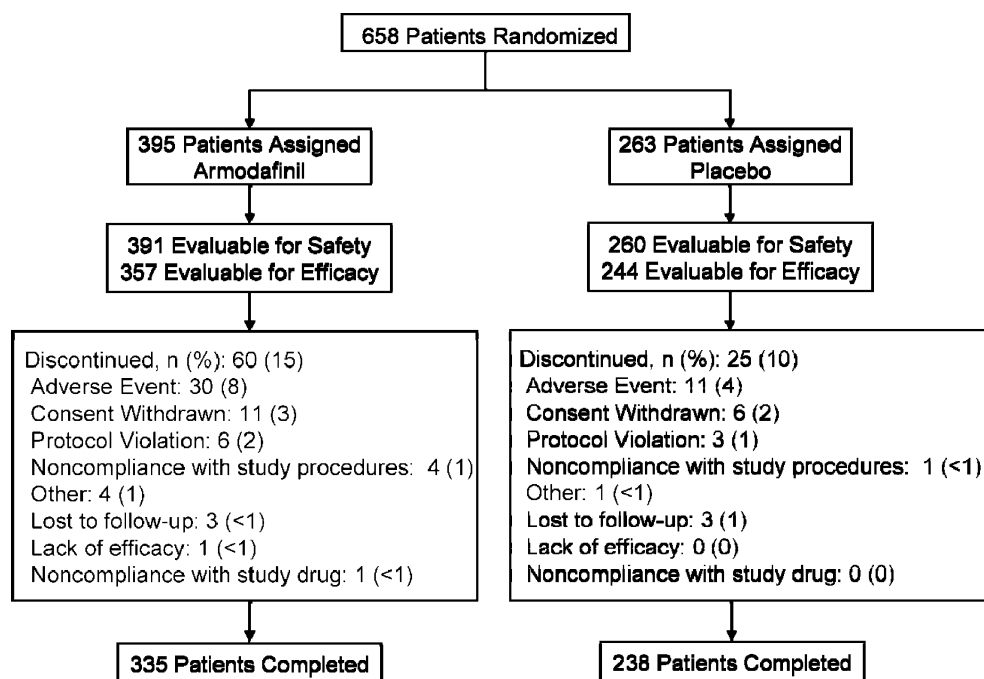 658 Patients Randomized
395 Patients Assigned
Armodafinil
263 Patients Assigned
Placebo
391 Evaluable for Safety
357 Evaluable for Efficacy
260 Evaluable for Safety
244 Evaluable for Efficacy
Discontinued, n (%): 60 (15)
Adverse Event: 30 (8)
Consent Withdrawn: 11 (3)
Protocol Violation: 6 (2)
Noncompliance with study procedures: 4 (1)
Other: 4 (1)
Lost to follow-up: 3 (<1)
Lack of efficacy: 1 (<1)
Noncompliance with study drug: 1 (<1)
Discontinued, n (%): 25 (10)
Adverse Event: 11 (4)
Consent Withdrawn: 6 (2)
Protocol Violation: 3 (1)
Noncompliance with study procedures: 1 (<1)
Other: 1 (<1)
Lost to follow-up: 3 (1)
Lack of efficacy: 0 (0)
Noncompliance with study drug: 0 (0)
335 Patients Completed
238 Patients Completed